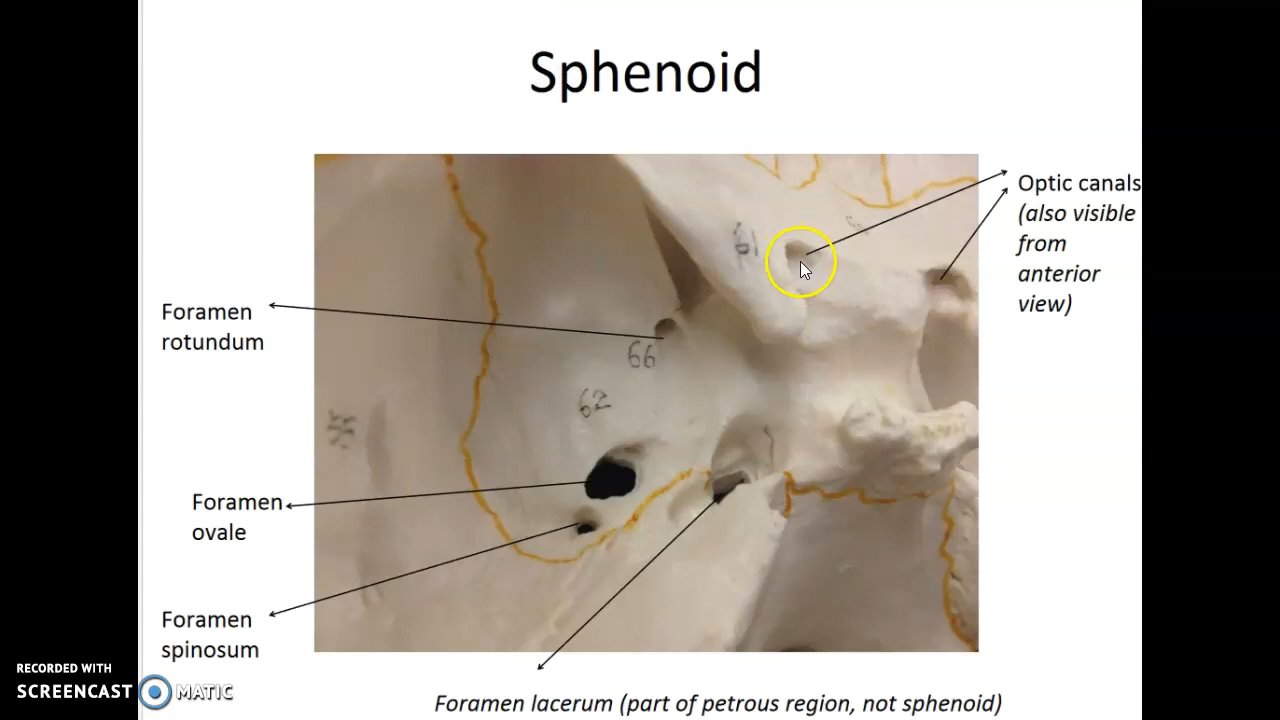 Sphenoid
Optic canals
(also visible
from
anterior
view)
61
Foramen
rotundum
66
62
55
Foramen
ovale
Foramen
spinosum
Foramen lacerum (part of petrous region, not sphenoid)
RECORDED WITH
SCREENCAST MATIC